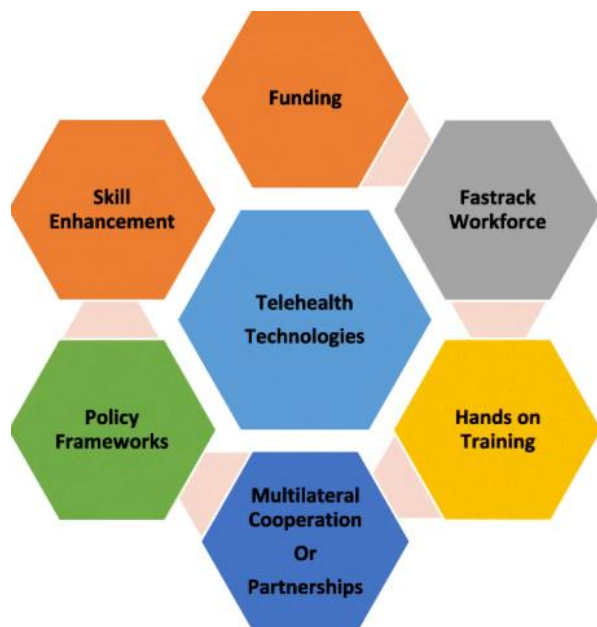 Funding
Skill
Enhancement
Fastrack
Workforce
Telehealth
Technologies
Policy
Frameworks
Hands on
Training
Multilateral
Cooperation
Or
Partnerships